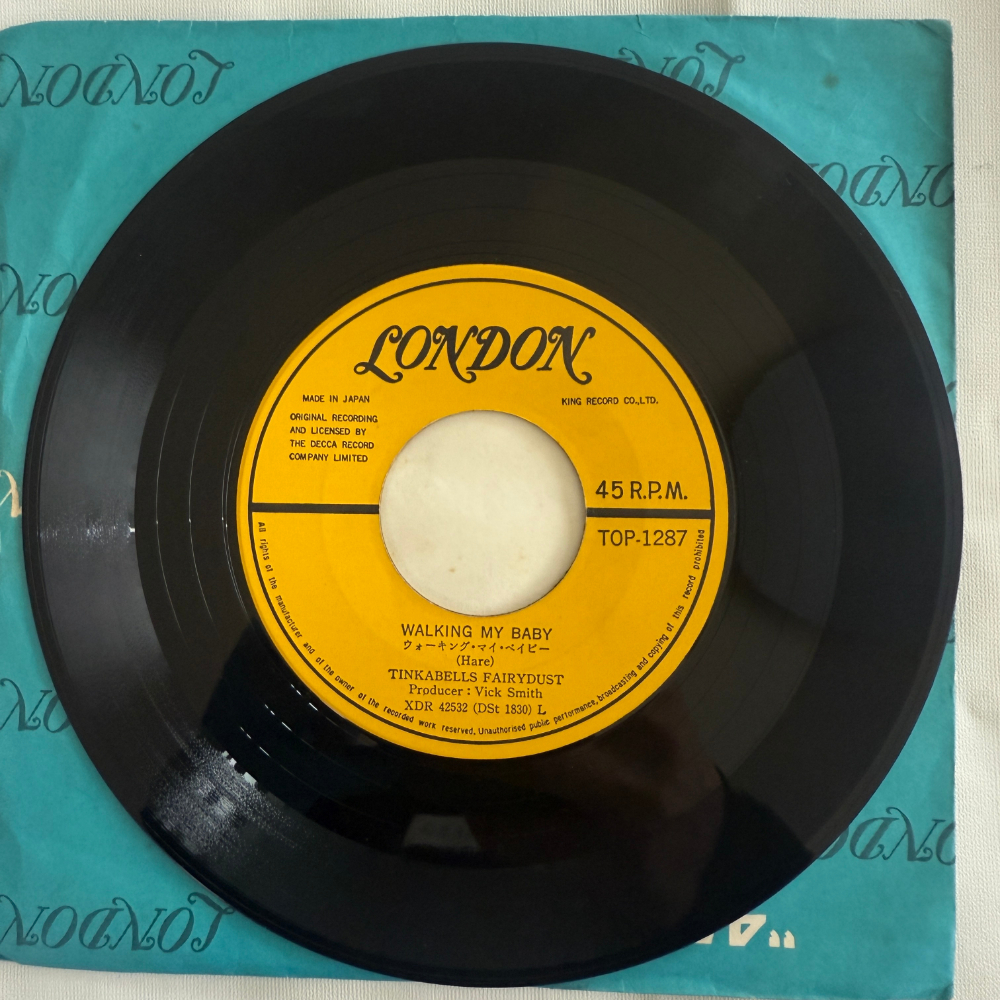 LONDON
LONDON
LONDON
MADE IN JAPAN
KING RECORD CO.,LTD.
ORIGINAL RECORDING
AND LICENSED BY
THE DECCA RECORD
COMPANY LIMITED
45 R.P.M.
TOP-1287
WALKING MY BABY
ウォーキング・マイ・ベイビー
(Hare)
TINKABELLS FAIRYDUST
Producer : Vick Smith
XDR 42532 (DSt 1830) L
All rights of the manufacturer and of the owner of the recorded work reserved. Unauthorised public performance, broadcasting and copying of this record prohibited
LONDON